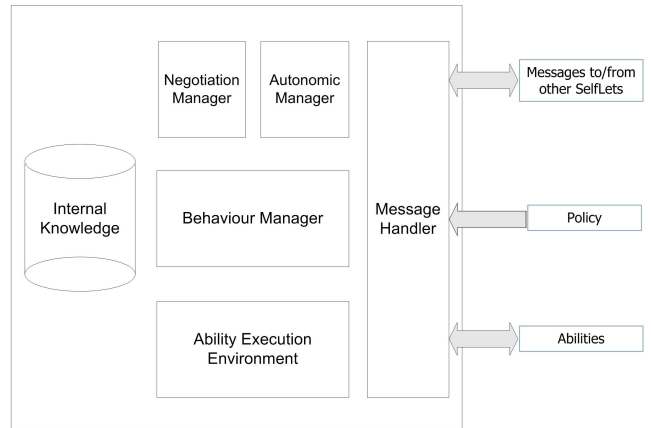 Negotiation
Manager
Autonomic
Manager
Messages to/from
other SelfLets
Internal
Knowledge
Behaviour Manager
Message
Handler
Policy
Ability Execution
Environment
Abilities